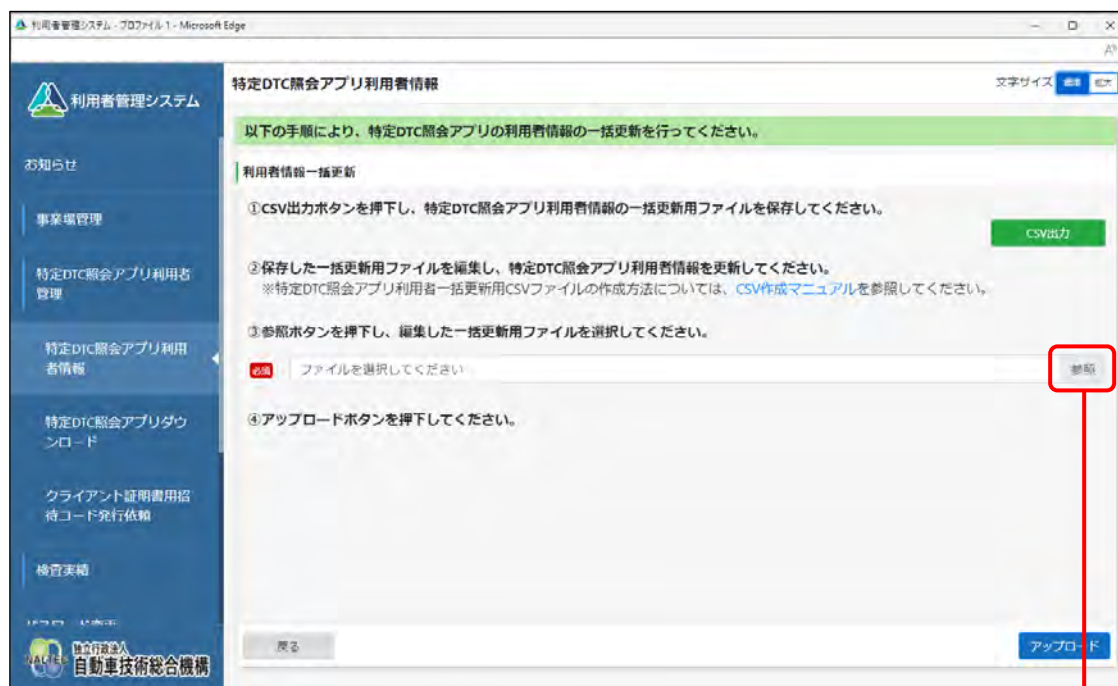 利用者管理システム - プロファイル 1 - Microsoft Edge
利用者管理システム
特定DTC照会アプリ利用者情報
文字サイズ 標準 拡大
以下の手順により、特定DTC照会アプリの利用者情報の一括更新を行ってください。
お知らせ
利用者情報一括更新
①CSV出力ボタンを押下し、特定DTC照会アプリ利用者情報の一括更新用ファイルを保存してください。
事業場管理
CSV出力
特定DTC照会アプリ利用者
管理
②保存した一括更新用ファイルを編集し、特定DTC照会アプリ利用者情報を更新してください。
※特定DTC照会アプリ利用者一括更新用CSVファイルの作成方法については、CSV作成マニュアルを参照してください。
③参照ボタンを押下し、編集した一括更新用ファイルを選択してください。
特定DTC照会アプリ利用
者情報
必須 ファイルを選択してください 参照
特定DTC照会アプリダウ
ンロード
④アップロードボタンを押下してください。
クライアント証明書用招
待コード発行依頼
検査実績
戻る
アップロード
NALTEC 独立行政法人
自動車技術総合機構